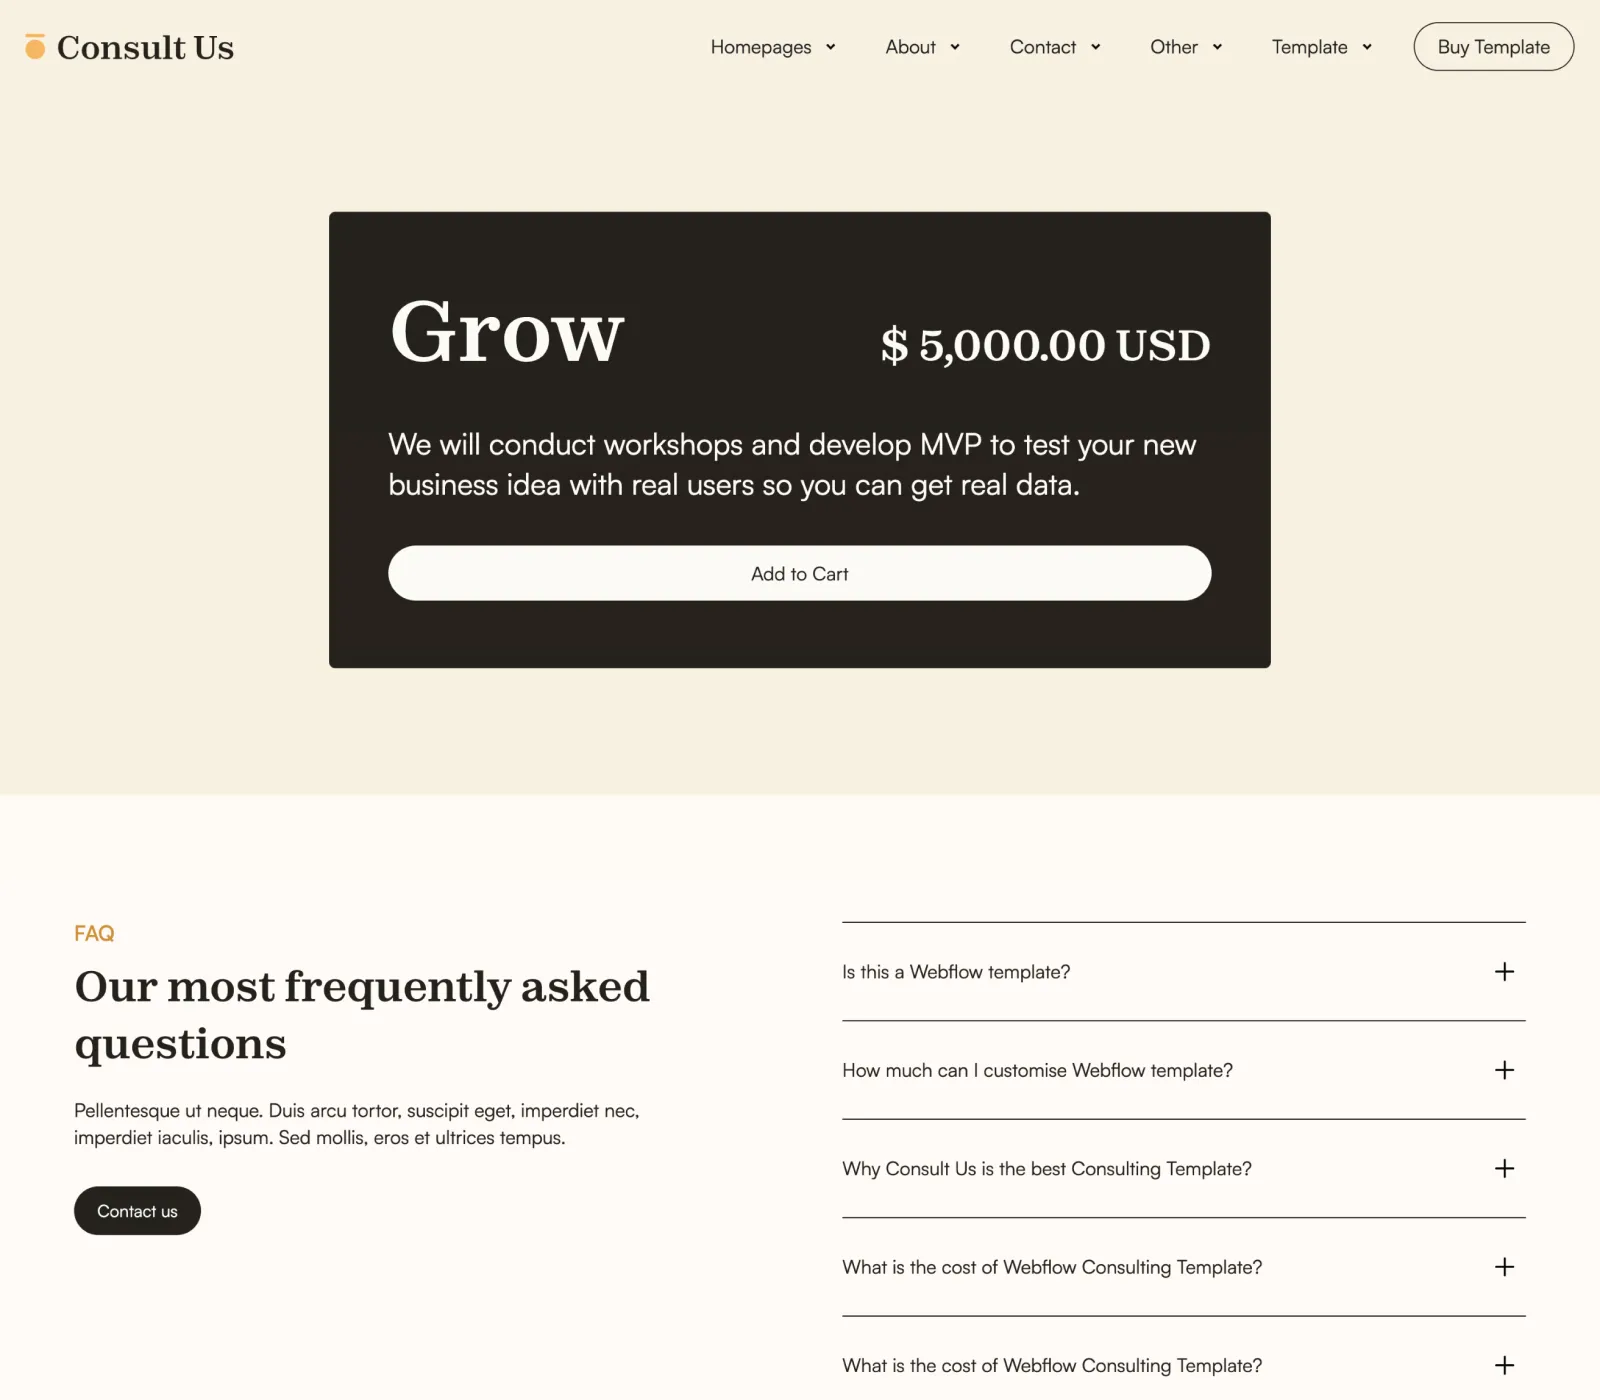 Consult Us
Homepages
About
Contact
Other
Template
Buy Template
Grow
$ 5,000.00 USD
We will conduct workshops and develop MVP to test your new
business idea with real users so you can get real data.
Add to Cart
FAQ
Our most frequently asked
questions
Pellentesque ut neque. Duis arcu tortor, suscipit eget, imperdiet nec,
imperdiet iaculis, ipsum. Sed mollis, eros et ultrices tempus.
Contact us
Is this a Webflow template?
How much can I customise Webflow template?
Why Consult Us is the best Consulting Template?
What is the cost of Webflow Consulting Template?
What is the cost of Webflow Consulting Template?